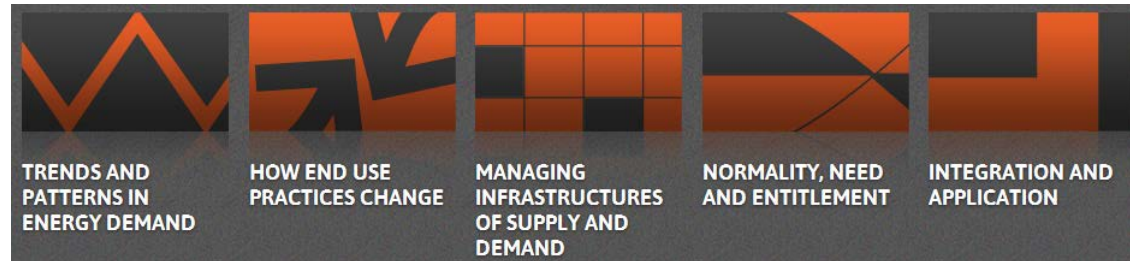 TRENDS AND
PATTERNS IN
ENERGY DEMAND
HOW END USE
PRACTICES CHANGE
MANAGING
INFRASTRUCTURES
OF SUPPLY AND
DEMAND
NORMALITY, NEED
AND ENTITLEMENT
INTEGRATION AND
APPLICATION